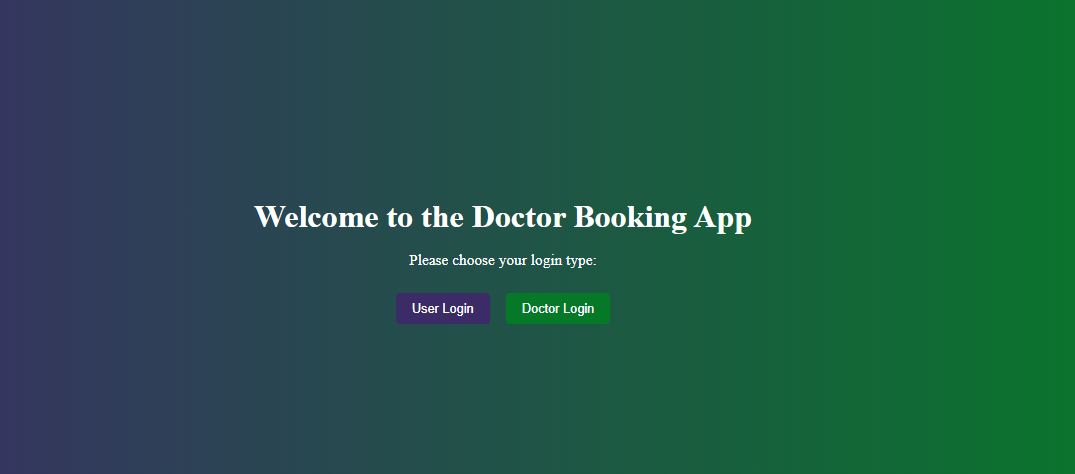 Welcome to the Doctor Booking App
Please choose your login type:
User Login
Doctor Login